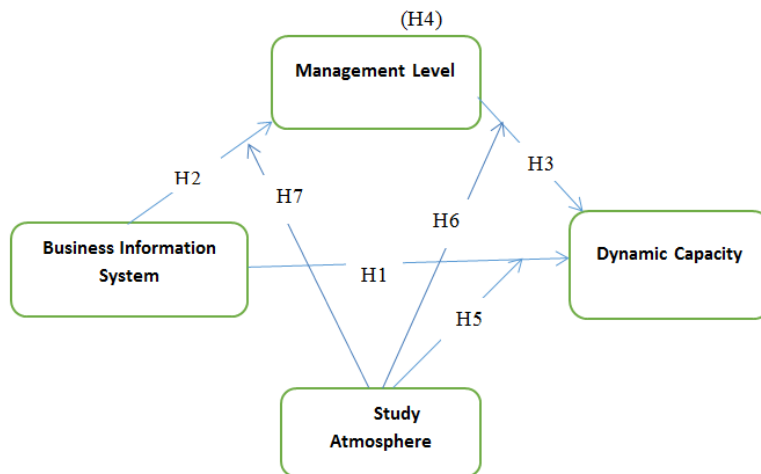 (H4)
Management Level
H2
H7
H3
H6
Business Information
System
Dynamic Capacity
H1
H5
Study
Atmosphere